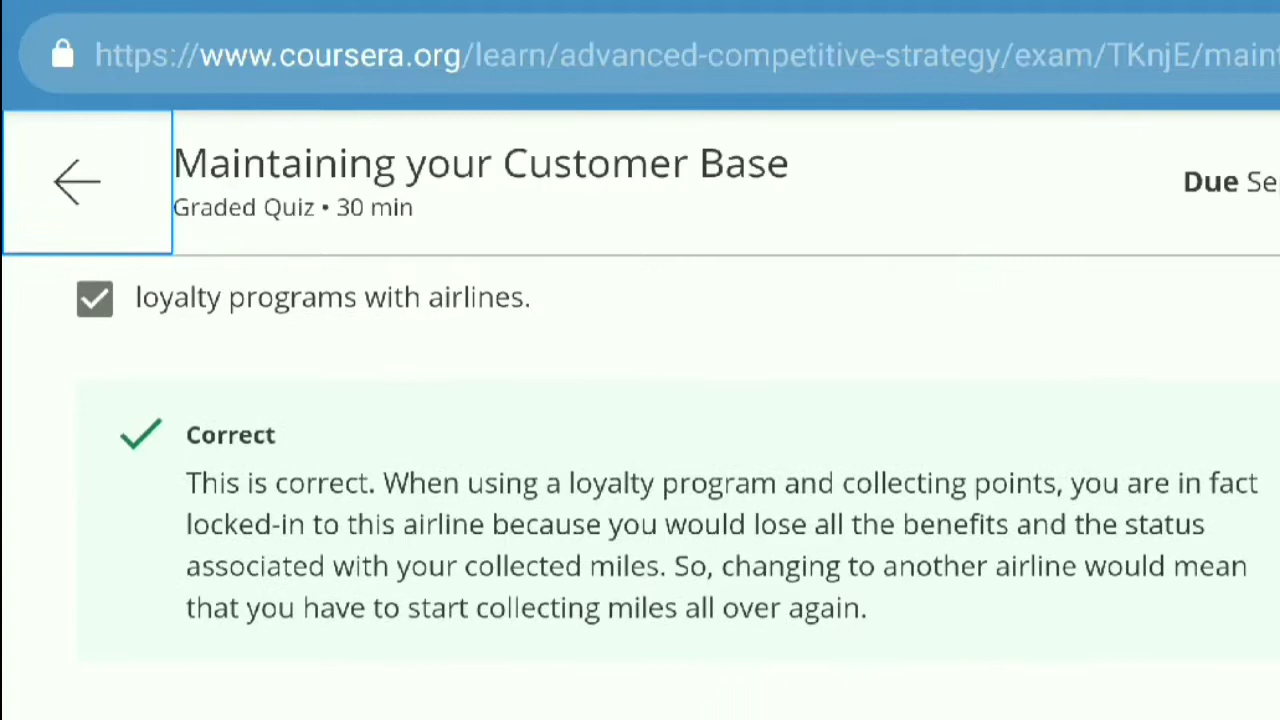 https://www.coursera.org/learn/advanced-competitive-strategy/exam/TKnjE/main
Maintaining your Customer Base
Due Se
Graded Quiz • 30 min
loyalty programs with airlines.
Correct
This is correct. When using a loyalty program and collecting points, you are in fact
locked-in to this airline because you would lose all the benefits and the status
associated with your collected miles. So, changing to another airline would mean
that you have to start collecting miles all over again.